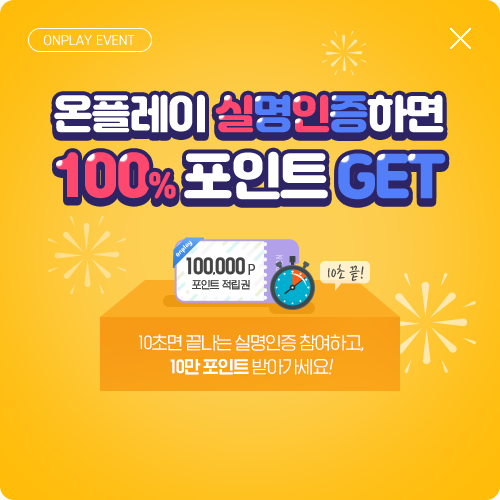 ONPLAY EVENT
온플레이 실명인증하면
100% 포인트 GET
onplay
100,000 P
포인트 적립권
10초 끝!
10초면 끝나는 실명인증 참여하고,
10만 포인트 받아가세요!